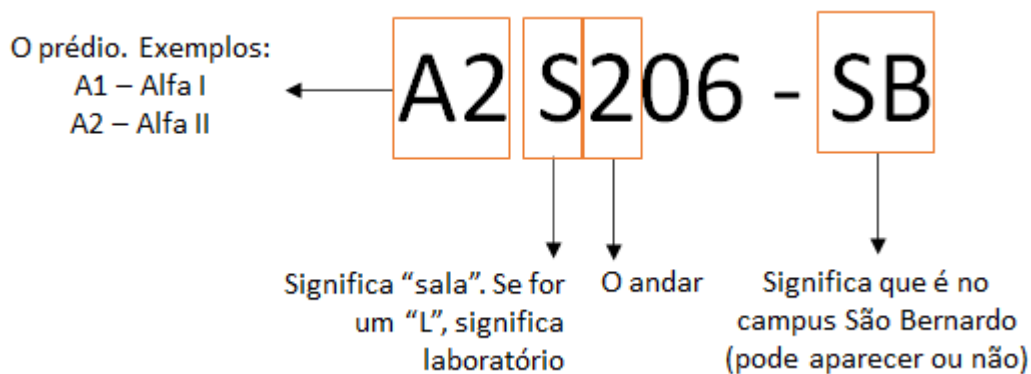 O prédio. Exemplos:
A1 – Alfa I
A2 – Alfa II
A2 S206 - SB
Significa “sala”. Se for
um “L”, significa
laboratório
O andar
Significa que é no
campus São Bernardo
(pode aparecer ou não)